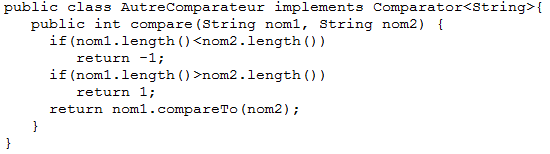 public class AutreComparateur implements Comparator<String>{
   public int compare(String nom1, String nom2) {
     if(nom1.length()<nom2.length())
        return -1;
     if(nom1.length()>nom2.length())
        return 1;
     return nom1.compareTo(nom2);
   }
}